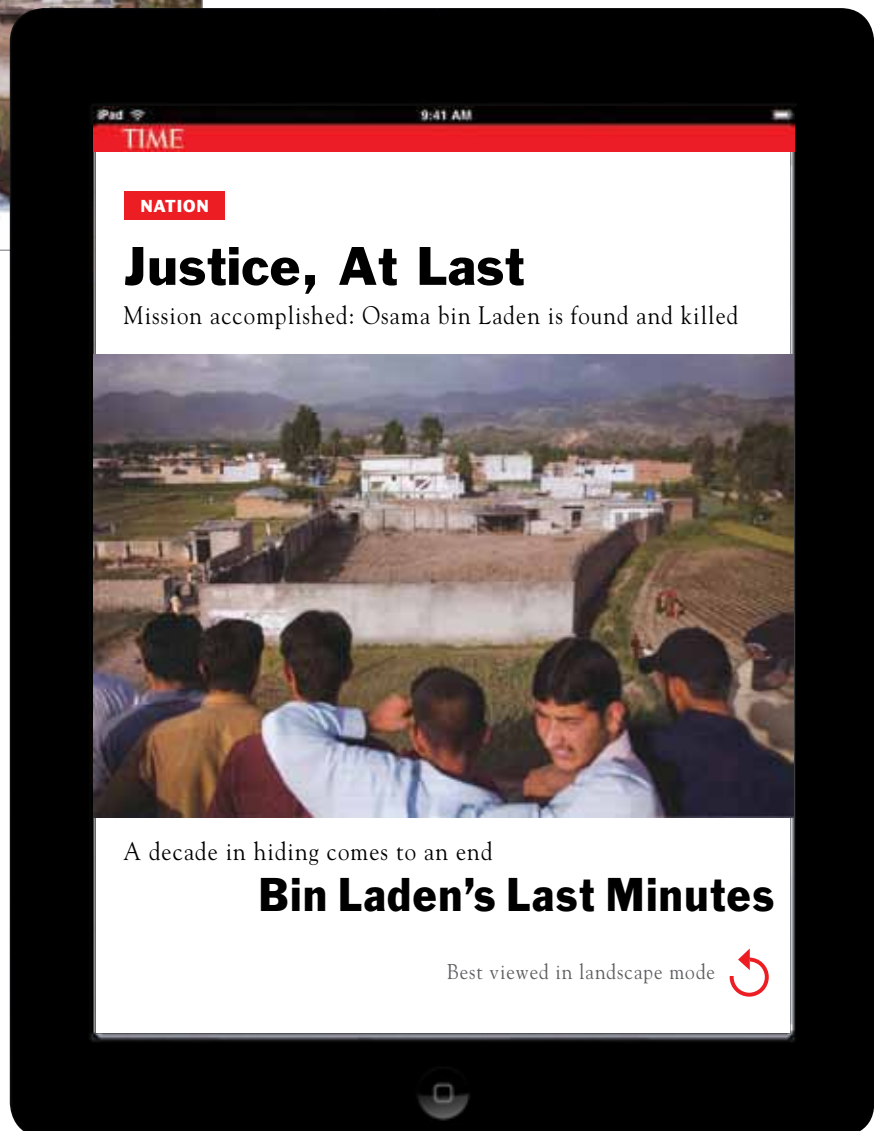 iPad
9:41 AM
TIME
NATION
Justice, At Last
Mission accomplished: Osama bin Laden is found and killed
A decade in hiding comes to an end
Bin Laden’s Last Minutes
Best viewed in landscape mode